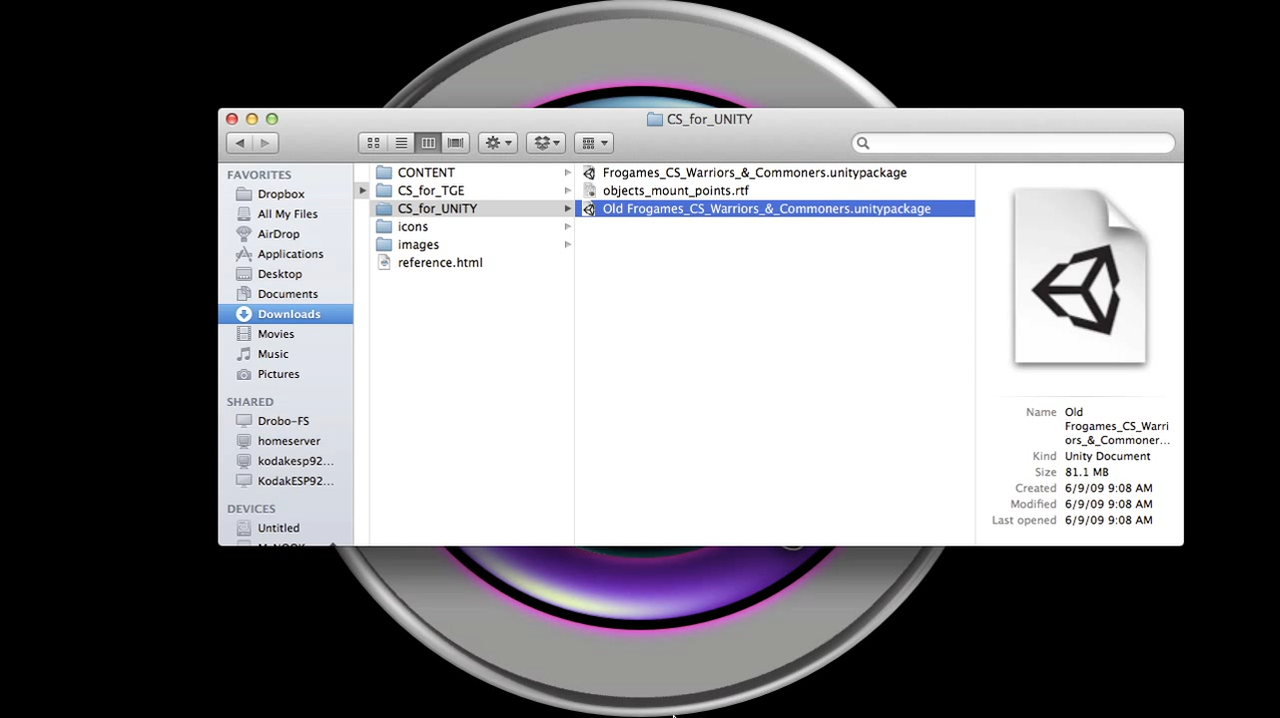 CS_for_UNITY
FAVORITES
Dropbox
All My Files
AirDrop
Applications
Desktop
Documents
Downloads
Movies
Music
Pictures
SHARED
Drobo-FS
homeserver
kodakesp92...
KodakESP92...
DEVICES
Untitled
CONTENT
CS_for_TGE
CS_for_UNITY
icons
images
reference.html
Frogames_CS_Warriors_&_Commoners.unitypackage
objects_mount_points.rtf
Old Frogames_CS_Warriors_&_Commoners.unitypackage
Name Old
Frogames_CS_Warri
ors_&_Commoner...
Kind Unity Document
Size 81.1 MB
Created 6/9/09 9:08 AM
Modified 6/9/09 9:08 AM
Last opened 6/9/09 9:08 AM